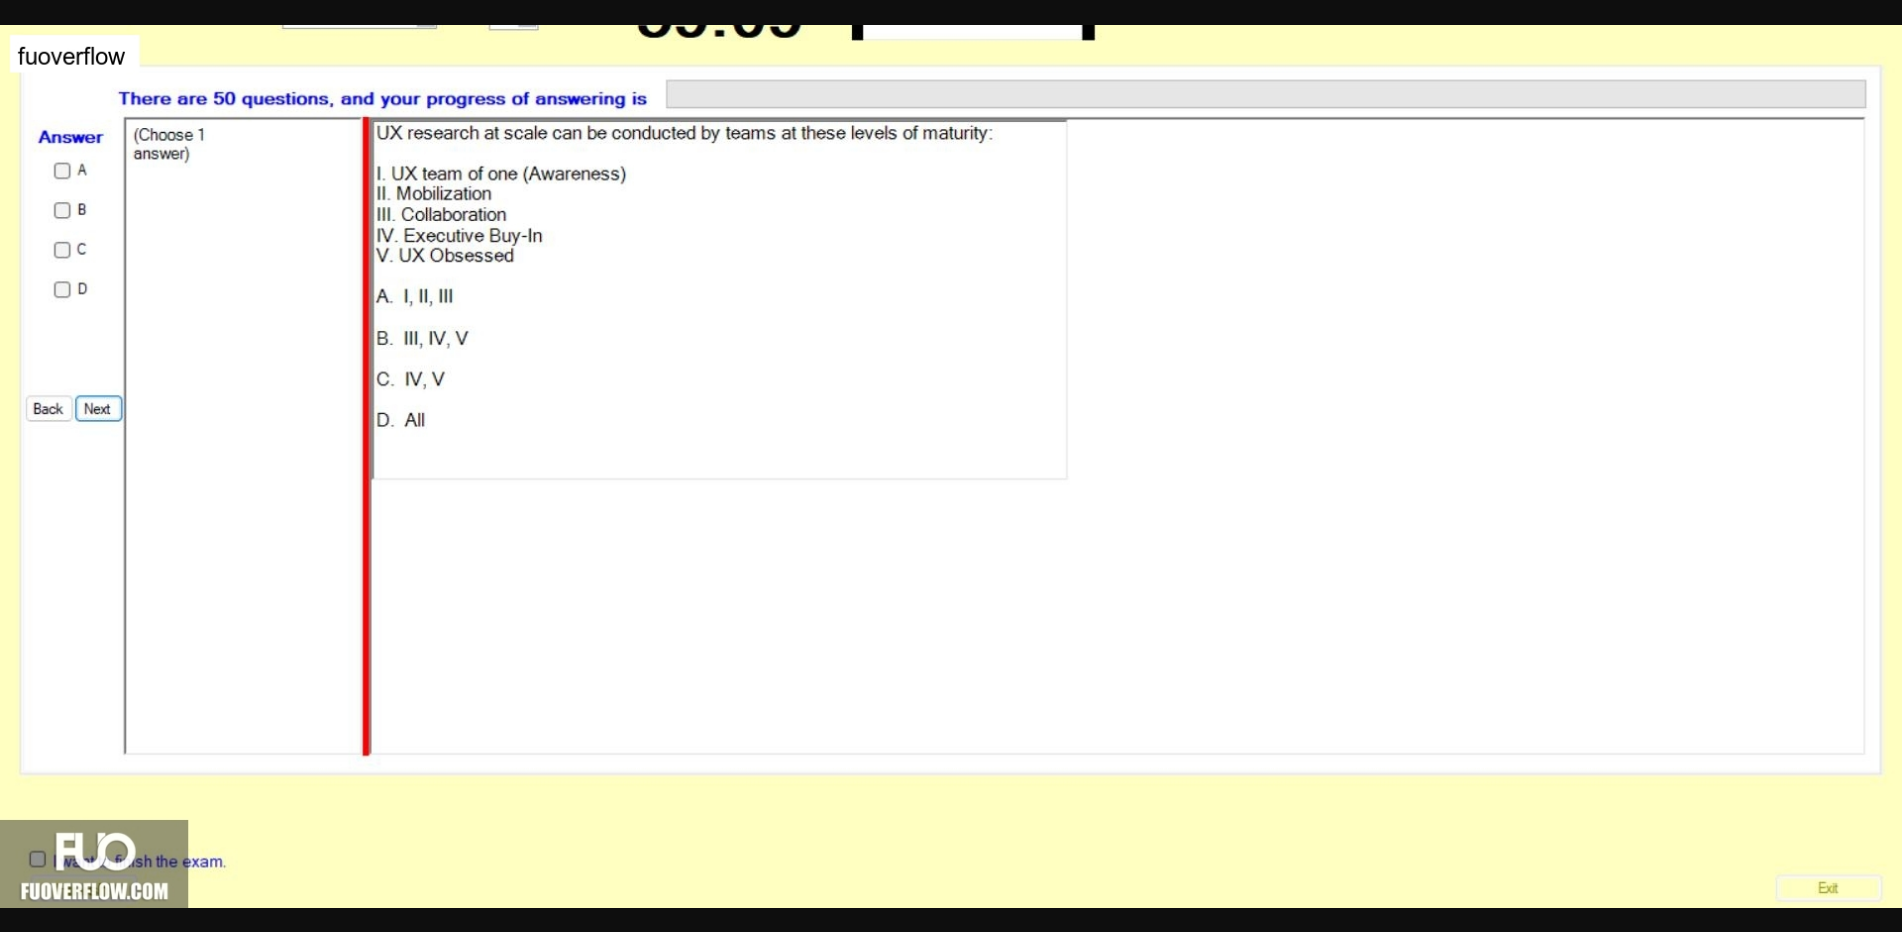 fuoverflow
There are 50 questions, and your progress of answering is
Answer
(Choose 1
answer)
A
B
C
D
Back
Next
UX research at scale can be conducted by teams at these levels of maturity:
I. UX team of one (Awareness)
II. Mobilization
III. Collaboration
IV. Executive Buy-In
V. UX Obsessed
A. I, II, III
B. III, IV, V
C. IV, V
D. All
FUO
I want finish the exam.
FUOVERFLOW.COM
Exit